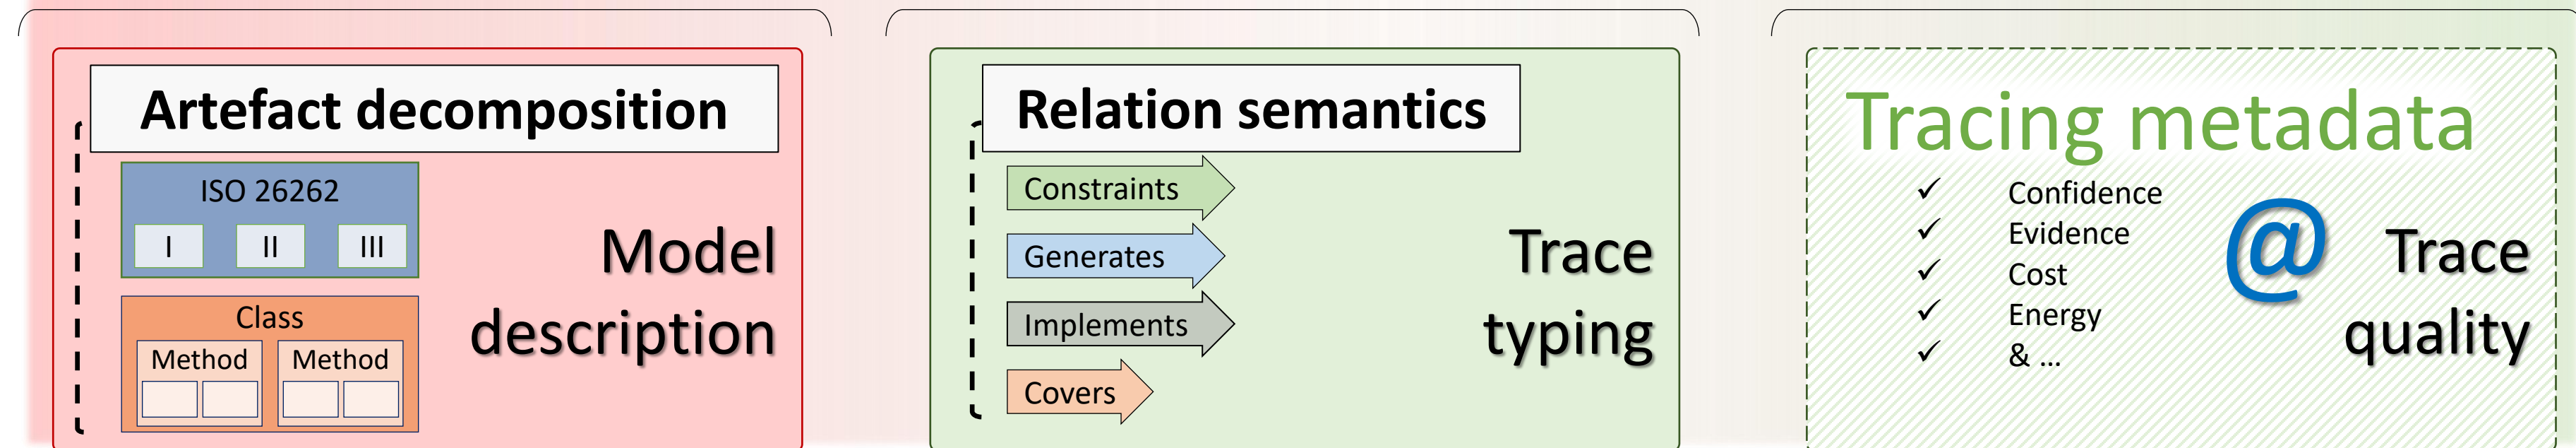 Artefact decomposition
ISO 26262
I II III
Class
Method Method
Model
description
Relation semantics
Constraints
Generates
Implements
Covers
Trace
typing
Tracing metadata
✓ Confidence
✓ Evidence
✓ Cost
✓ Energy
✓ & ...
@
Trace
quality